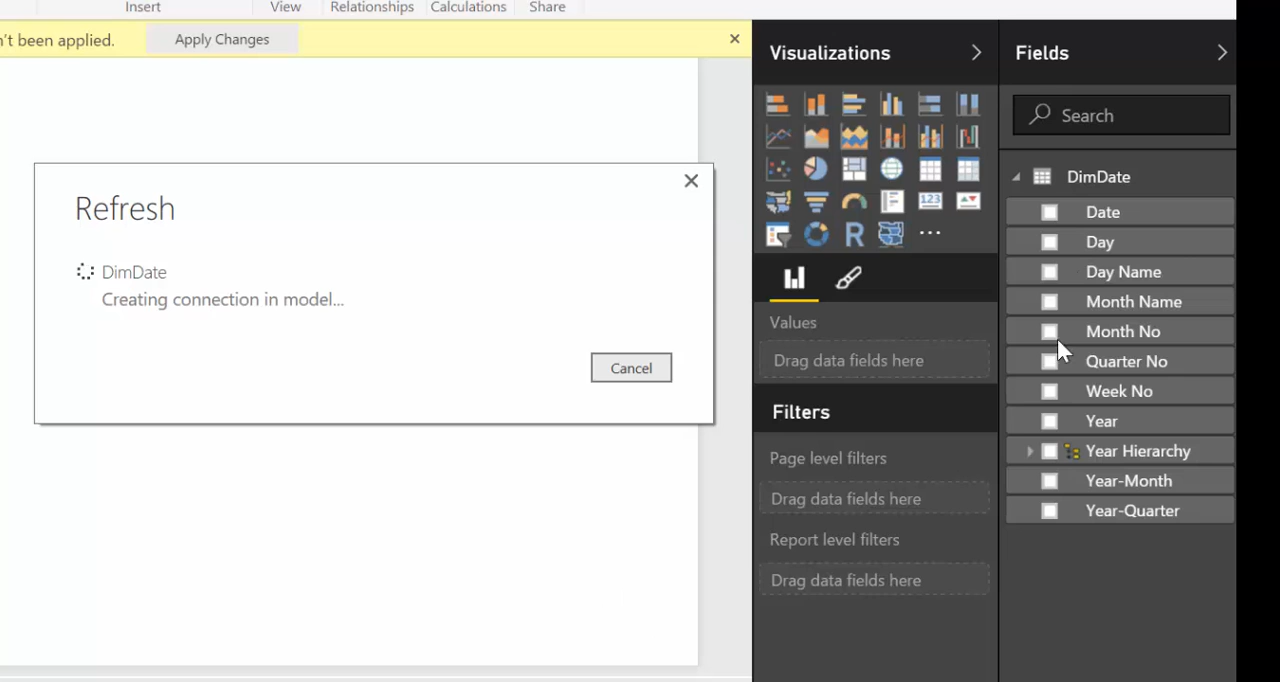 Insert
View
Relationships
Calculations
Share
n't been applied.
Apply Changes
Refresh
DimDate
Creating connection in model...
Cancel
Visualizations
R
123
Values
Drag data fields here
Filters
Page level filters
Drag data fields here
Report level filters
Drag data fields here
Fields
Search
DimDate
Date
Day
Day Name
Month Name
Month No
Quarter No
Week No
Year
Year Hierarchy
Year-Month
Year-Quarter